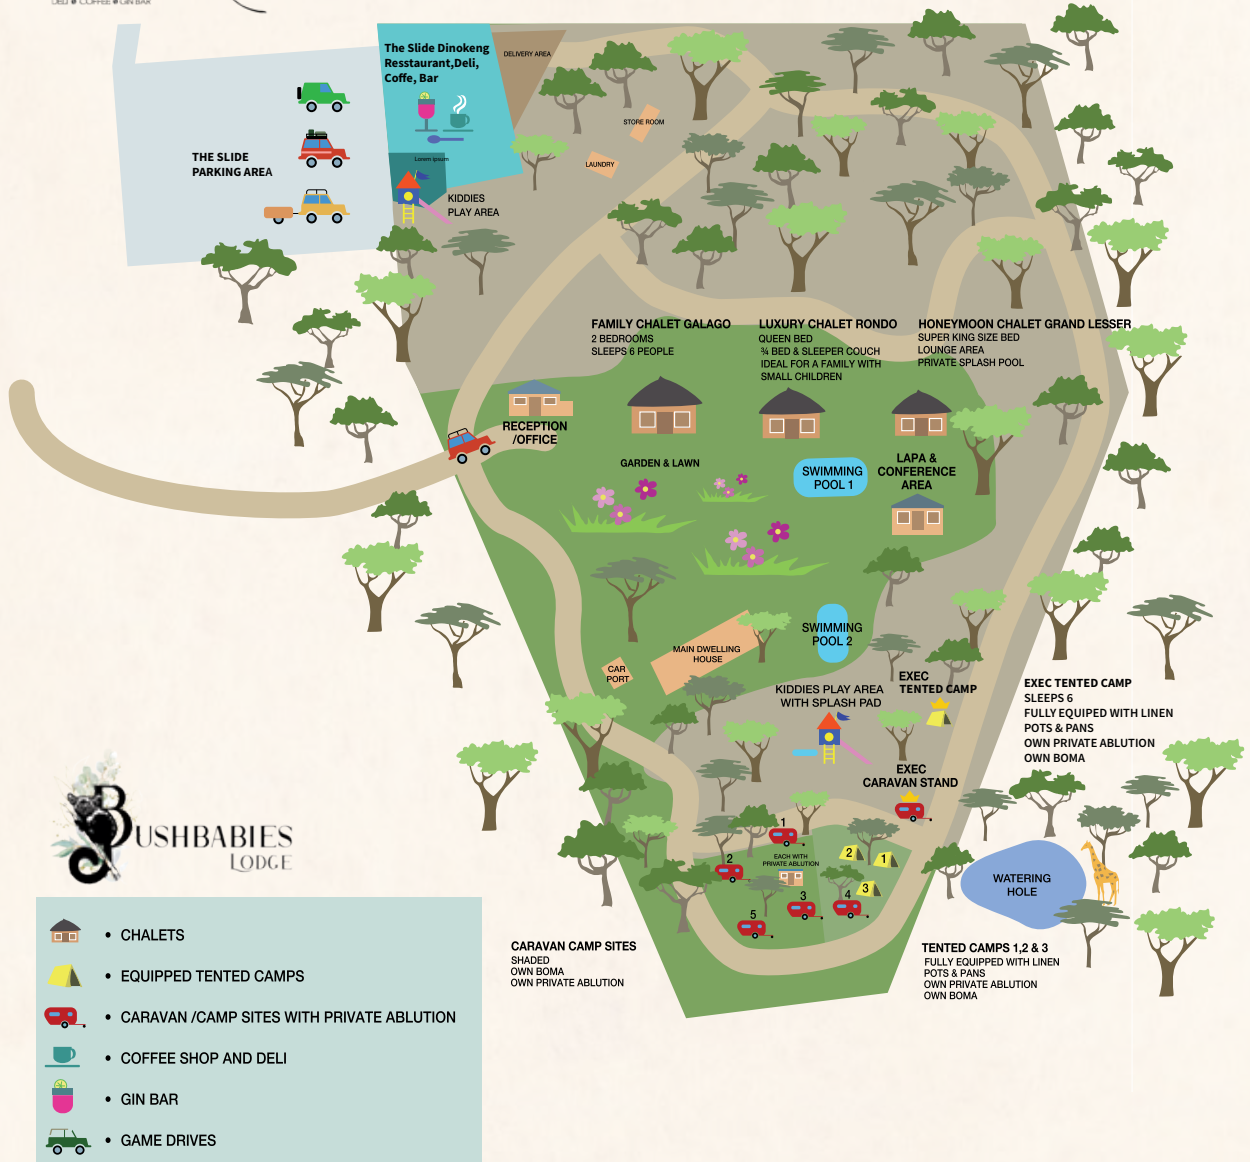 DELI COFFEE GIN BAR
The Slide Dinokeng
Resstaurant,Deli,
Coffe, Bar
DELIVERY AREA
STORE ROOM
LAUNDRY
Lorem ipsum
THE SLIDE
PARKING AREA
KIDDIES
PLAY AREA
FAMILY CHALET GALAGO
2 BEDROOMS
SLEEPS 6 PEOPLE
LUXURY CHALET RONDO
QUEEN BED
¾ BED & SLEEPER COUCH
IDEAL FOR A FAMILY WITH
SMALL CHILDREN
HONEYMOON CHALET GRAND LESSER
SUPER KING SIZE BED
LOUNGE AREA
PRIVATE SPLASH POOL
RECEPTION
/OFFICE
GARDEN & LAWN
SWIMMING
POOL 1
LAPA &
CONFERENCE
AREA
SWIMMING
POOL 2
MAIN DWELLING
HOUSE
CAR
PORT
KIDDIES PLAY AREA
WITH SPLASH PAD
EXEC
TENTED CAMP
EXEC TENTED CAMP
SLEEPS 6
FULLY EQUIPED WITH LINEN
POTS & PANS
OWN PRIVATE ABLUTION
OWN BOMA
EXEC
CARAVAN STAND
1
2
EACH WITH
PRIVATE ABLUTION
2
1
3
3
4
5
WATERING
HOLE
CARAVAN CAMP SITES
SHADED
OWN BOMA
OWN PRIVATE ABLUTION
TENTED CAMPS 1,2 & 3
FULLY EQUIPPED WITH LINEN
POTS & PANS
OWN PRIVATE ABLUTION
OWN BOMA
BUSHBABIES
LODGE
• CHALETS
• EQUIPPED TENTED CAMPS
• CARAVAN /CAMP SITES WITH PRIVATE ABLUTION
• COFFEE SHOP AND DELI
• GIN BAR
• GAME DRIVES